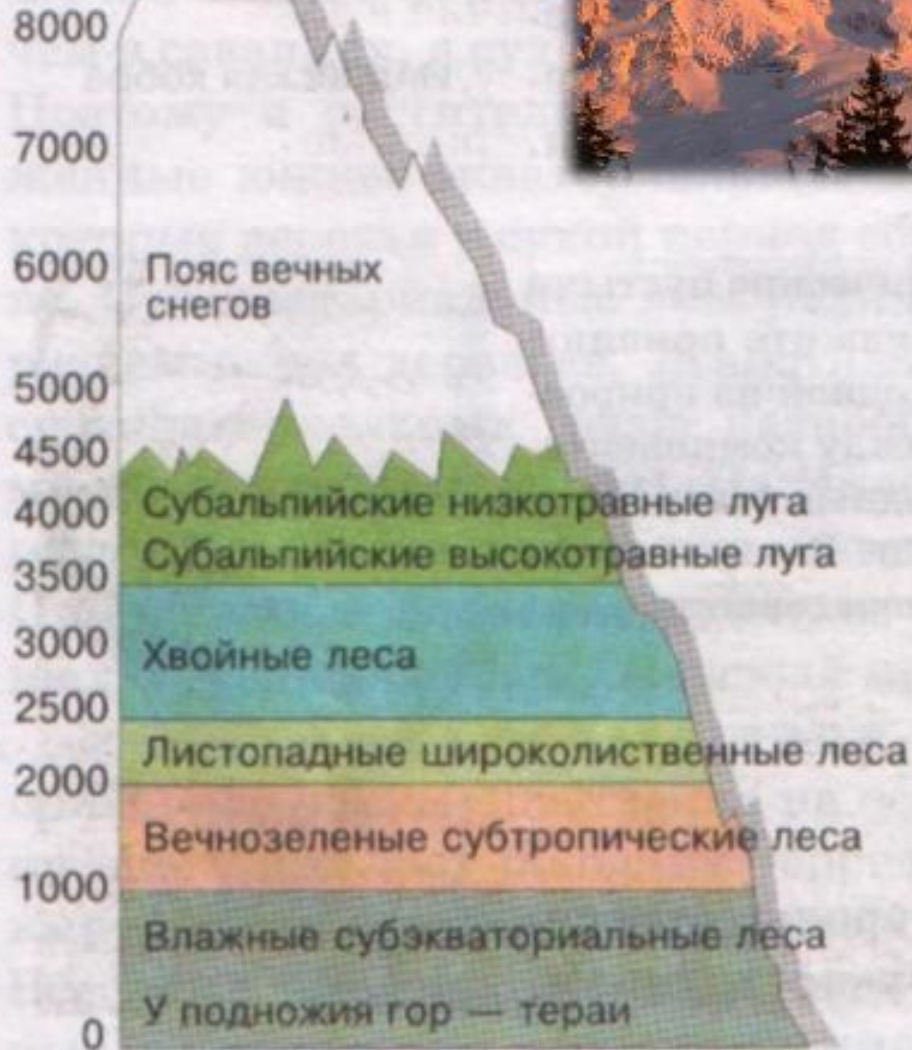 8000
7000
6000
Пояс вечных
снегов
5000
4500
4000
Субальпийские низкотравные луга
Субальпийские высокотравные луга
3500
3000
Хвойные леса
2500
Листопадные широколиственные леса
2000
Вечнозеленые субтропические леса
1000
Влажные субэкваториальные леса
У подножия гор — тераи
0